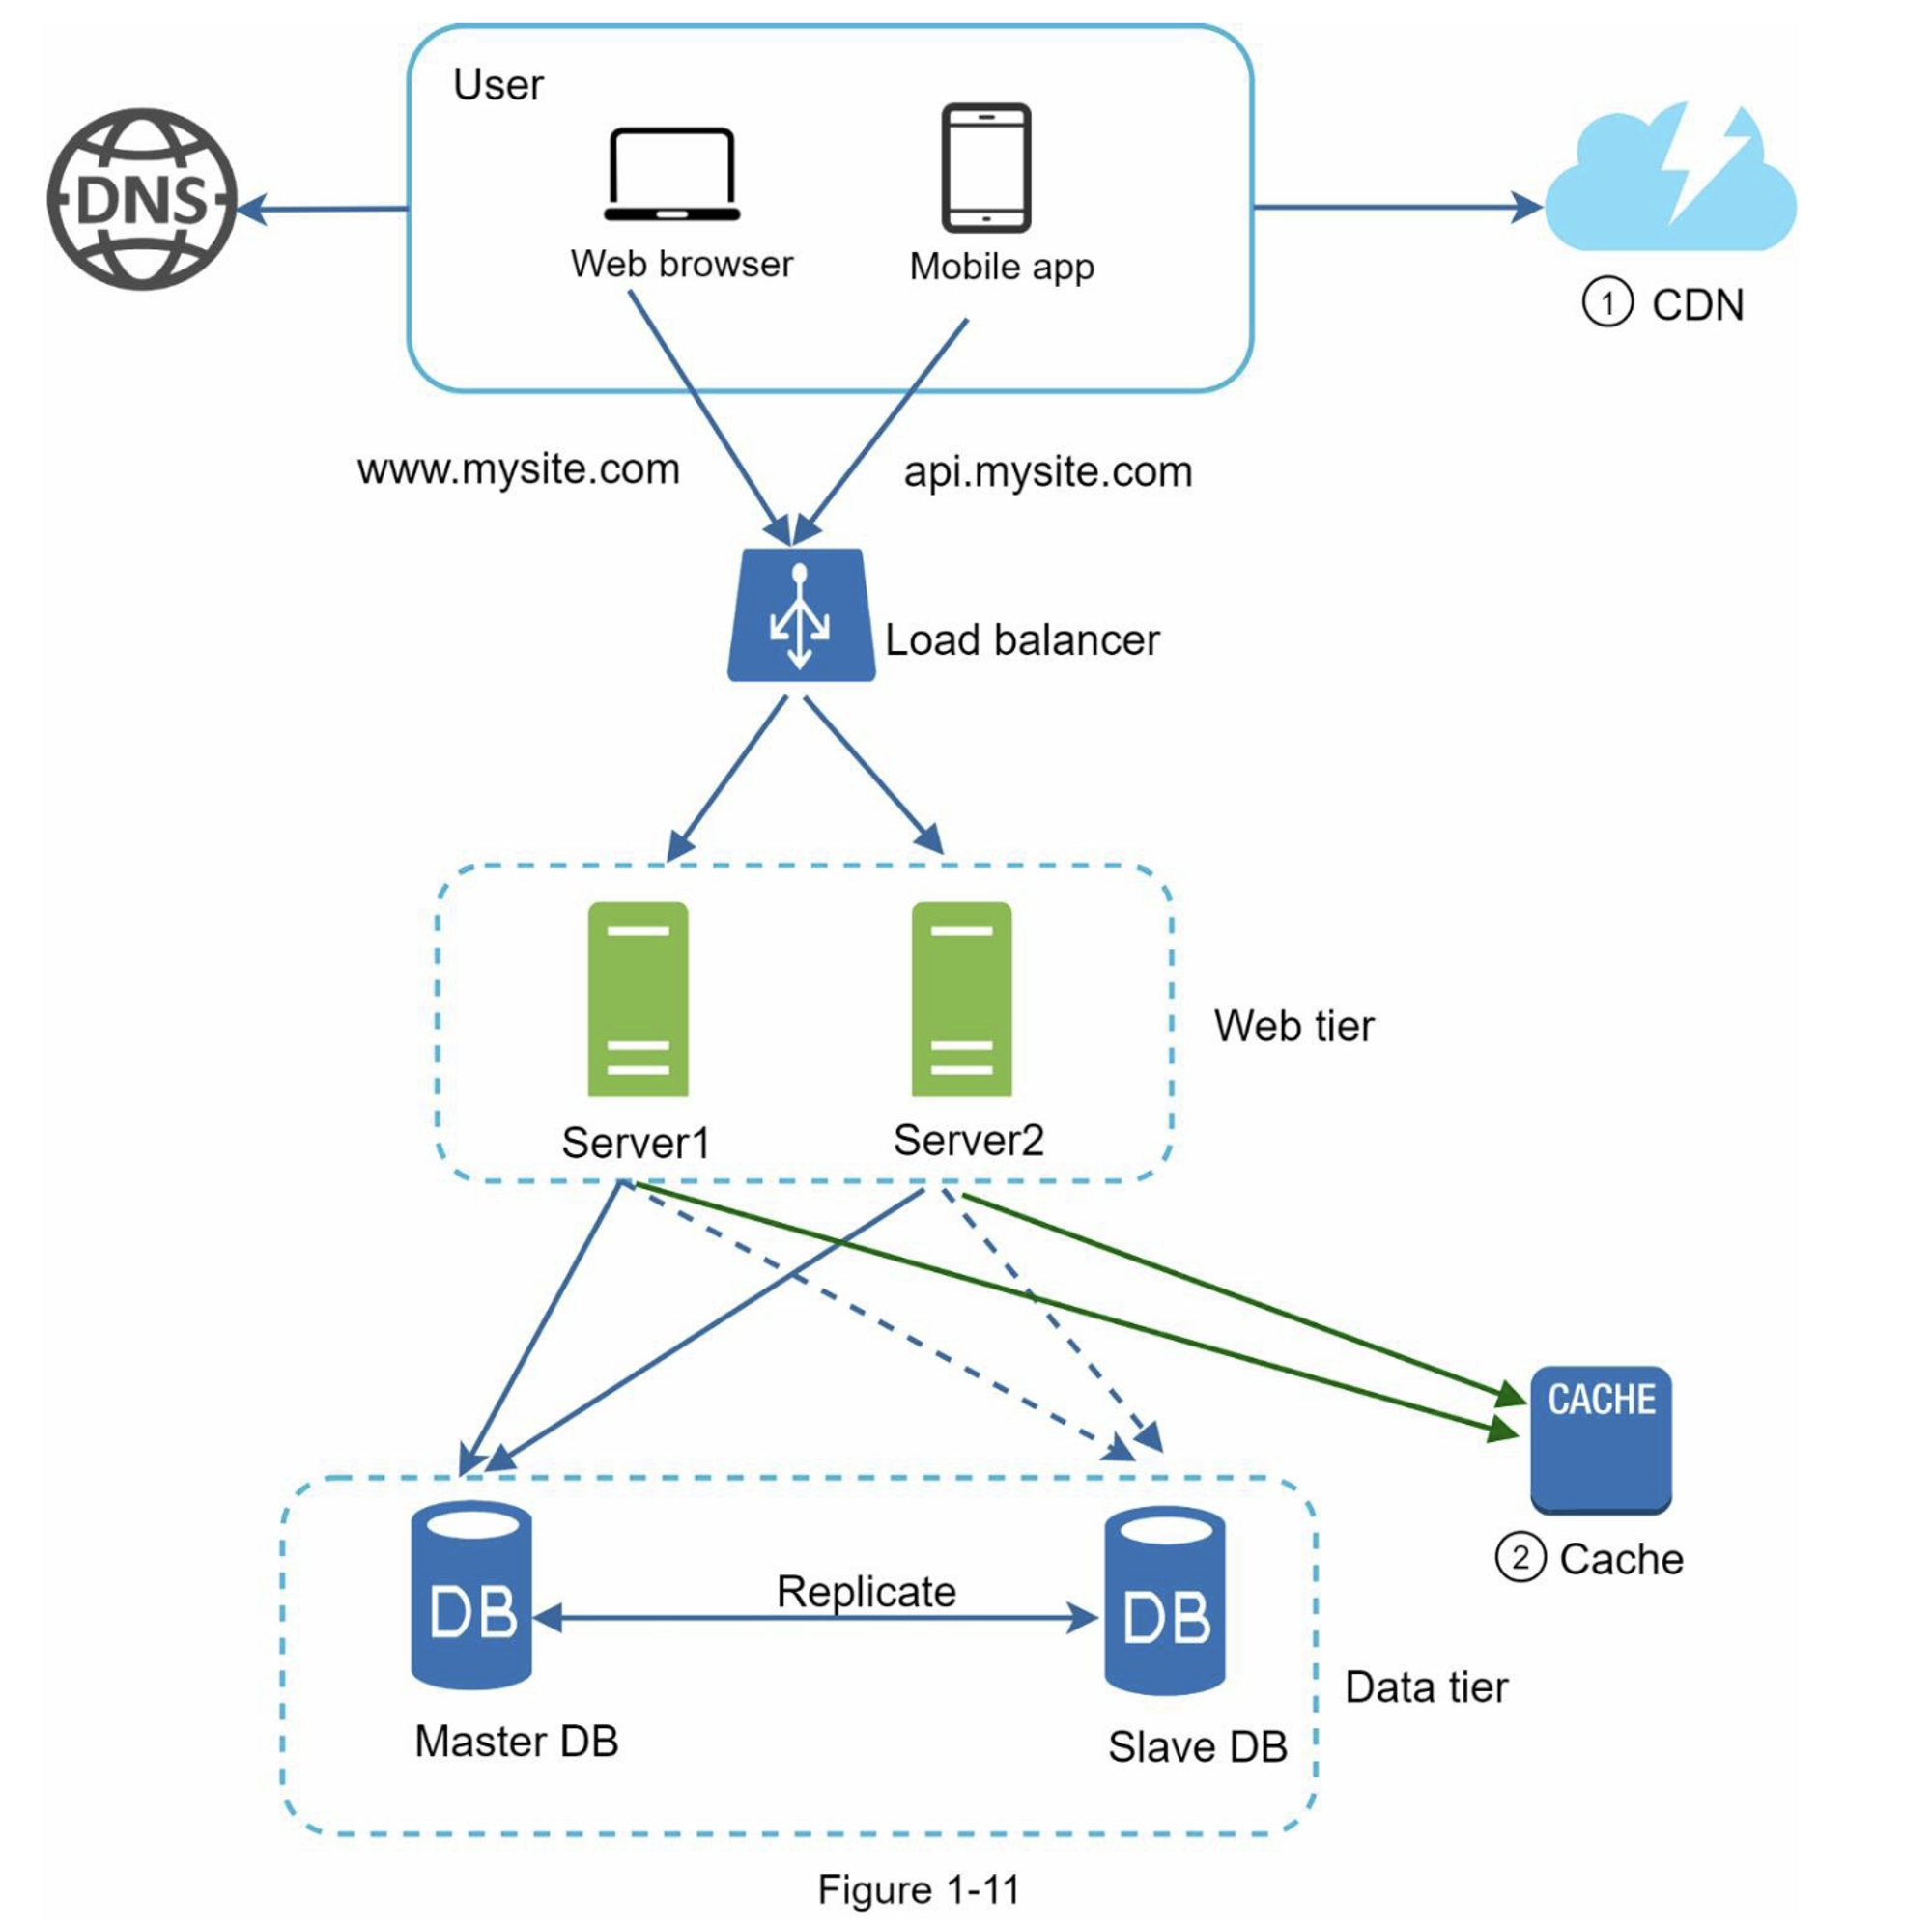 User
DNS
Web browser
Mobile app
1 CDN
www.mysite.com
api.mysite.com
Load balancer
Web tier
Server1
Server2
CACHE
2 Cache
Replicate
DB
DB
Data tier
Master DB
Slave DB
Figure 1-11